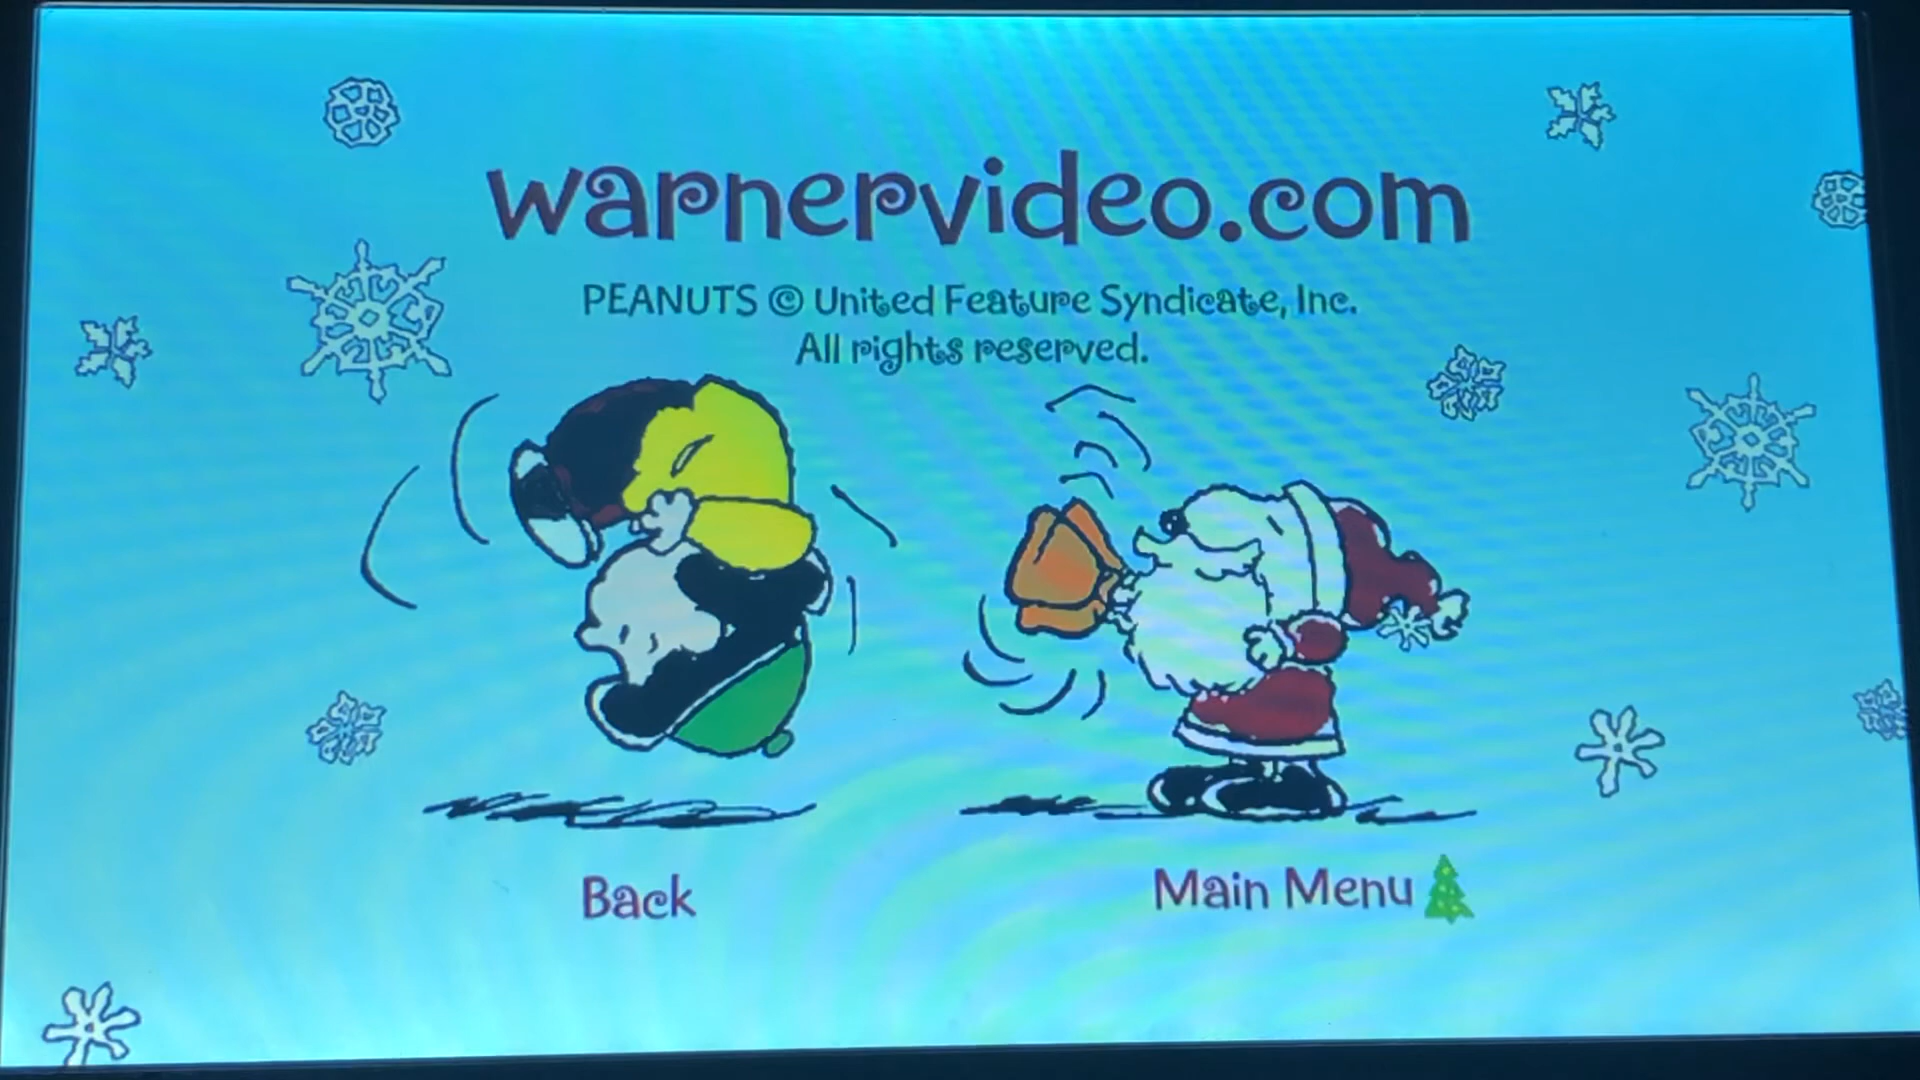 warnervideo.com
PEANUTS © United Feature Syndicate, Inc.
All rights reserved.
Back
Main Menu